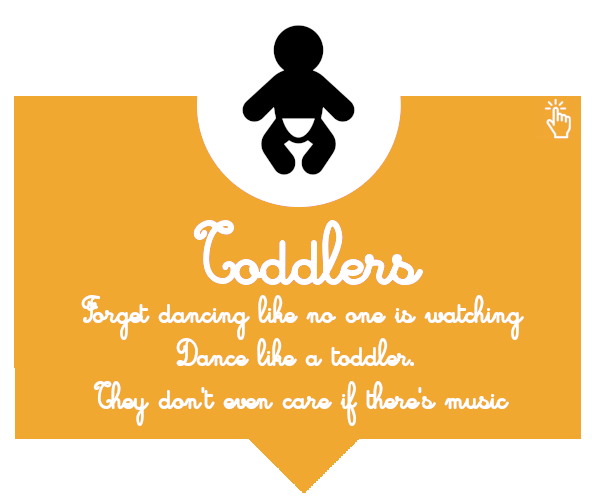 Toddlers
Forget dancing like no one is watching
Dance like a toddler.
They don't even care if there's music